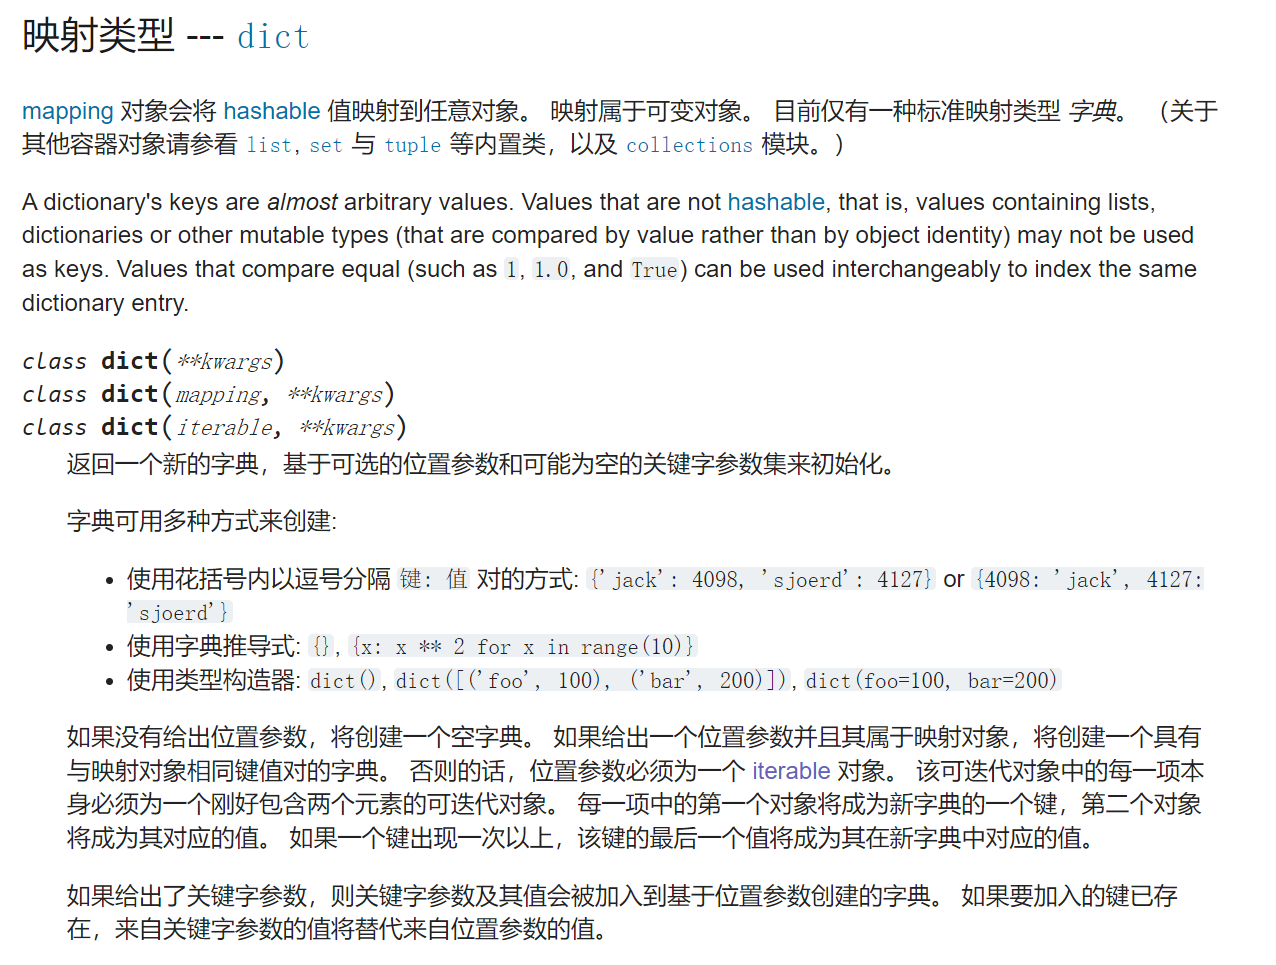 映射类型 --- dict
mapping 对象会将 hashable 值映射到任意对象。 映射属于可变对象。 目前仅有一种标准映射类型 字典。 （关于
其他容器对象请参看 list, set 与 tuple 等内置类，以及 collections 模块。）
A dictionary's keys are almost arbitrary values. Values that are not hashable, that is, values containing lists,
dictionaries or other mutable types (that are compared by value rather than by object identity) may not be used
as keys. Values that compare equal (such as 1, 1.0, and True) can be used interchangeably to index the same
dictionary entry.
class dict(**kwargs)
class dict(mapping, **kwargs)
class dict(iterable, **kwargs)
返回一个新的字典，基于可选的位置参数和可能为空的关键字参数集来初始化。
字典可用多种方式来创建:
• 使用花括号内以逗号分隔 键: 值 对的方式: {'jack': 4098, 'sjoerd': 4127} or {4098: 'jack', 4127:
'sjoerd'}
• 使用字典推导式: {}, {x: x ** 2 for x in range(10)}
• 使用类型构造器: dict(), dict([('foo', 100), ('bar', 200)]), dict(foo=100, bar=200)
如果没有给出位置参数，将创建一个空字典。 如果给出一个位置参数并且其属于映射对象，将创建一个具有
与映射对象相同键值对的字典。 否则的话，位置参数必须为一个 iterable 对象。 该可迭代对象中的每一项本
身必须为一个刚好包含两个元素的可迭代对象。 每一项中的第一个对象将成为新字典的一个键，第二个对象
将成为其对应的值。 如果一个键出现一次以上，该键的最后一个值将成为其在新字典中对应的值。
如果给出了关键字参数，则关键字参数及其值会被加入到基于位置参数创建的字典。 如果要加入的键已存
在，来自关键字参数的值将替代来自位置参数的值。